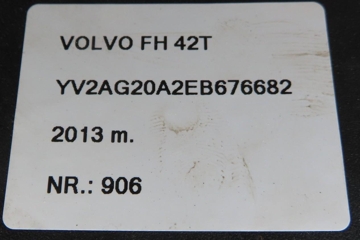 VOLVO FH 42T
YV2AG20A2EB676682
2013 m.
NR.: 906